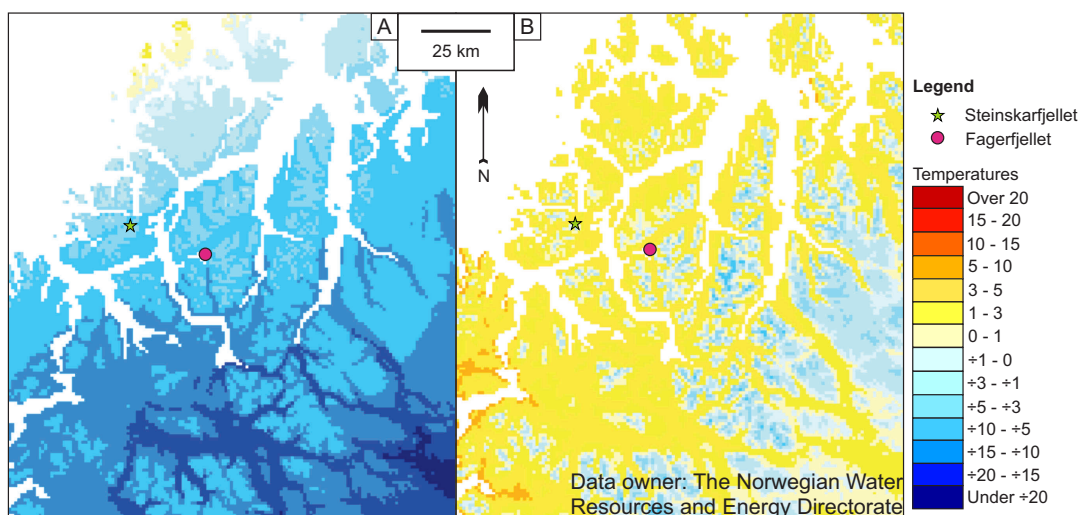 A
25 km
B
N
Legend
Steinskarfjellet
Fagerfjellet
Temperatures
Over 20
15 - 20
10 - 15
5 - 10
3 - 5
1 - 3
0 - 1
÷1 - 0
÷3 - ÷1
÷5 - ÷3
÷10 - ÷5
÷15 - ÷10
÷20 - ÷15
Under ÷20
Data owner: The Norwegian Water
Resources and Energy Directorate